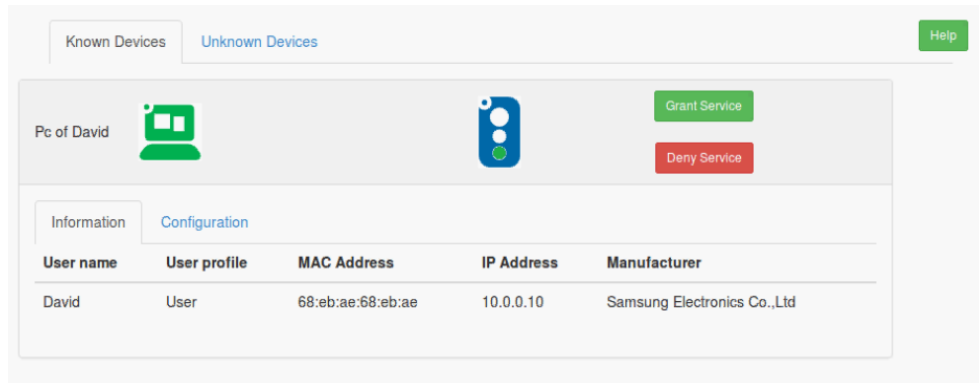 Known Devices Unknown Devices Help
Pc of David Grant Service
Deny Service
Information Configuration
User name User profile MAC Address IP Address Manufacturer
David User 68:eb:ae:68:eb:ae 10.0.0.10 Samsung Electronics Co.,Ltd